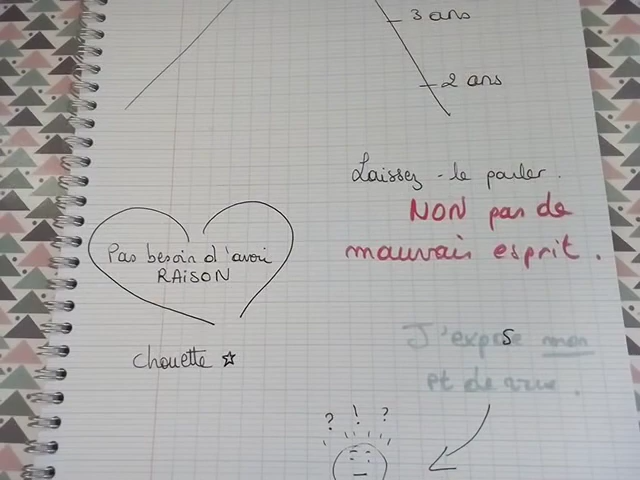 3 ans
2 ans
Laissez-le parler.
NON pas de
mauvais esprit.
Pas besoin d'avoir
RAISON
chouette ☆
J'expose mon
pt de vue.
? ! ?